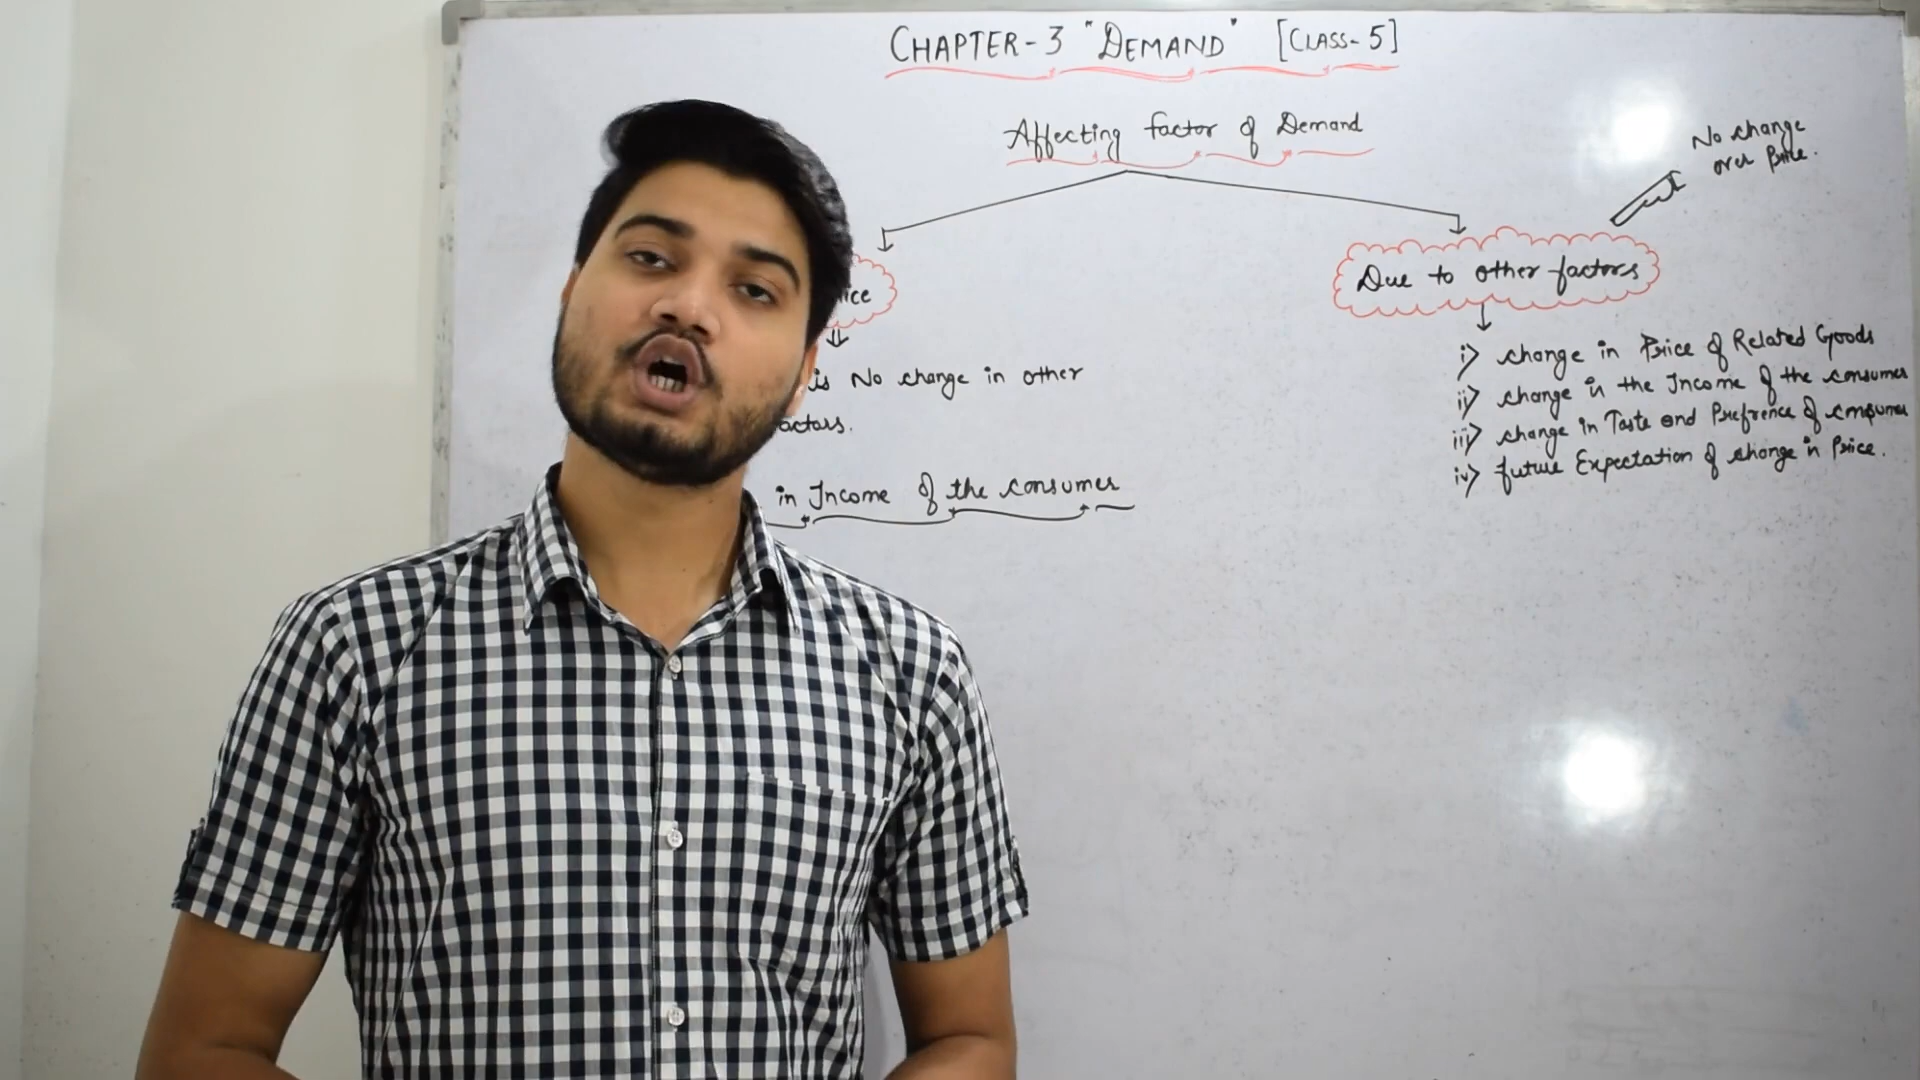 CHAPTER-3 "DEMAND" [CLASS-5]
Affecting factor of Demand
No change
over Price.
Due to other factors
ice
is No change in other
actors.
in Income of the consumer
i) change in Price of Related Goods
ii) change in the Income of the consumer
iii) change in Taste and Prefrence of consumer
iv) future Expectation of change in Price.